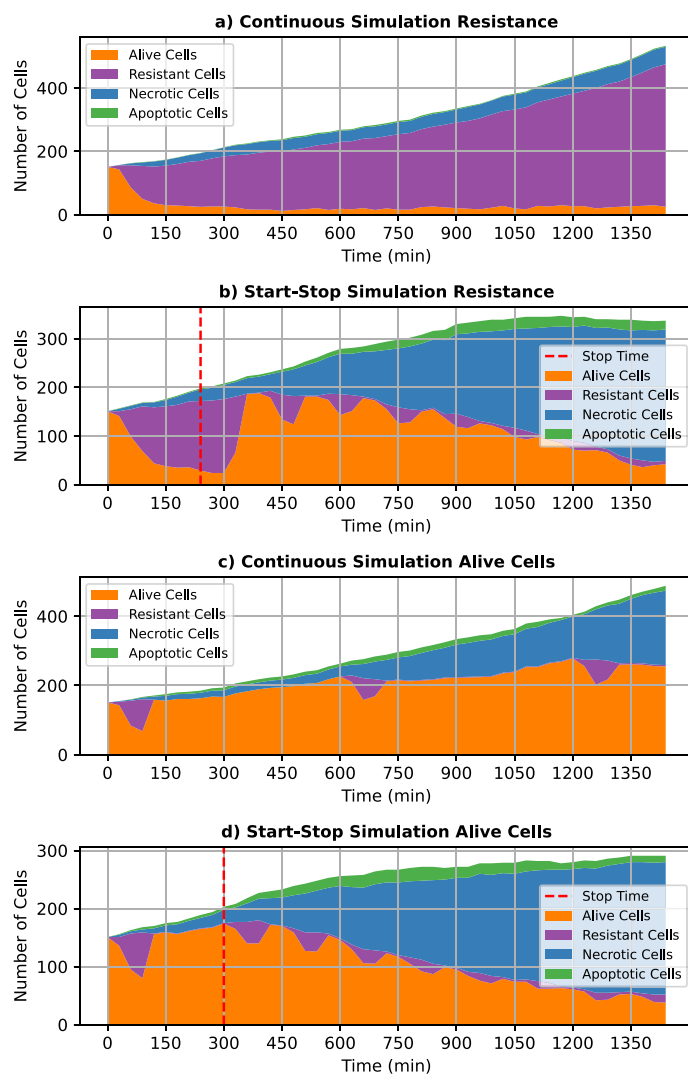 a) Continuous Simulation Resistance
Number of Cells
400
200
0
Alive Cells
Resistant Cells
Necrotic Cells
Apoptotic Cells
0 150 300 450 600 750 900 1050 1200 1350
Time (min)
b) Start-Stop Simulation Resistance
Number of Cells
300
200
100
0
Stop Time
Alive Cells
Resistant Cells
Necrotic Cells
Apoptotic Cells
0 150 300 450 600 750 900 1050 1200 1350
Time (min)
c) Continuous Simulation Alive Cells
Number of Cells
400
200
0
Alive Cells
Resistant Cells
Necrotic Cells
Apoptotic Cells
0 150 300 450 600 750 900 1050 1200 1350
Time (min)
d) Start-Stop Simulation Alive Cells
Number of Cells
300
200
100
0
Stop Time
Alive Cells
Resistant Cells
Necrotic Cells
Apoptotic Cells
0 150 300 450 600 750 900 1050 1200 1350
Time (min)